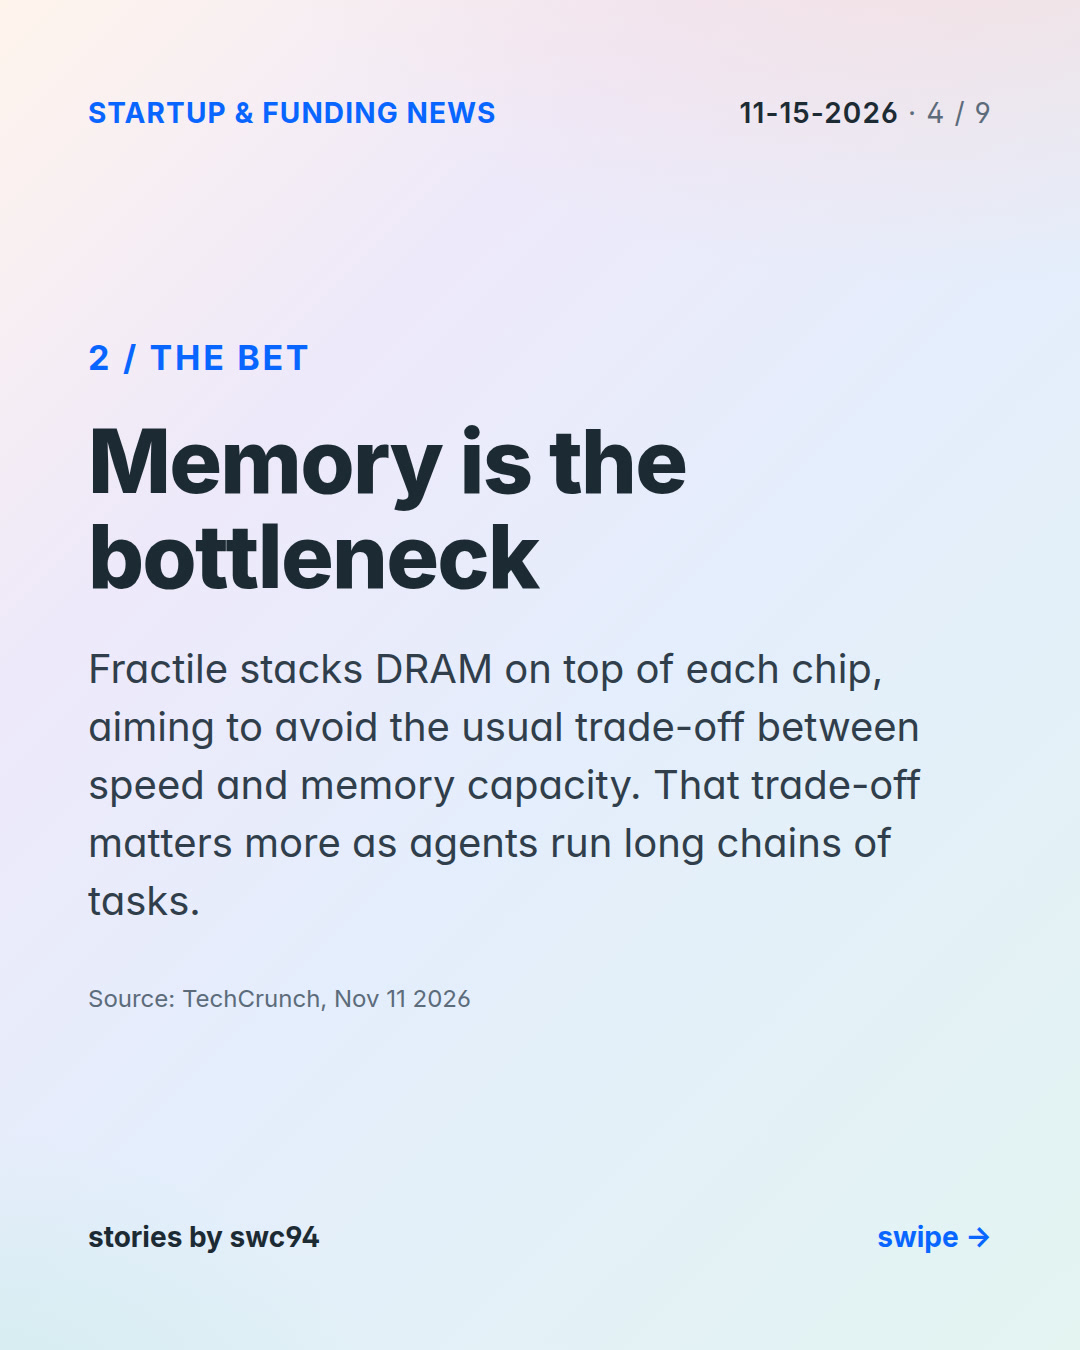 STARTUP & FUNDING NEWS
11-15-2026 · 4 / 9
2 / THE BET
Memory is the
bottleneck
Fractile stacks DRAM on top of each chip,
aiming to avoid the usual trade-off between
speed and memory capacity. That trade-off
matters more as agents run long chains of
tasks.
Source: TechCrunch, Nov 11 2026
stories by swc94
swipe →